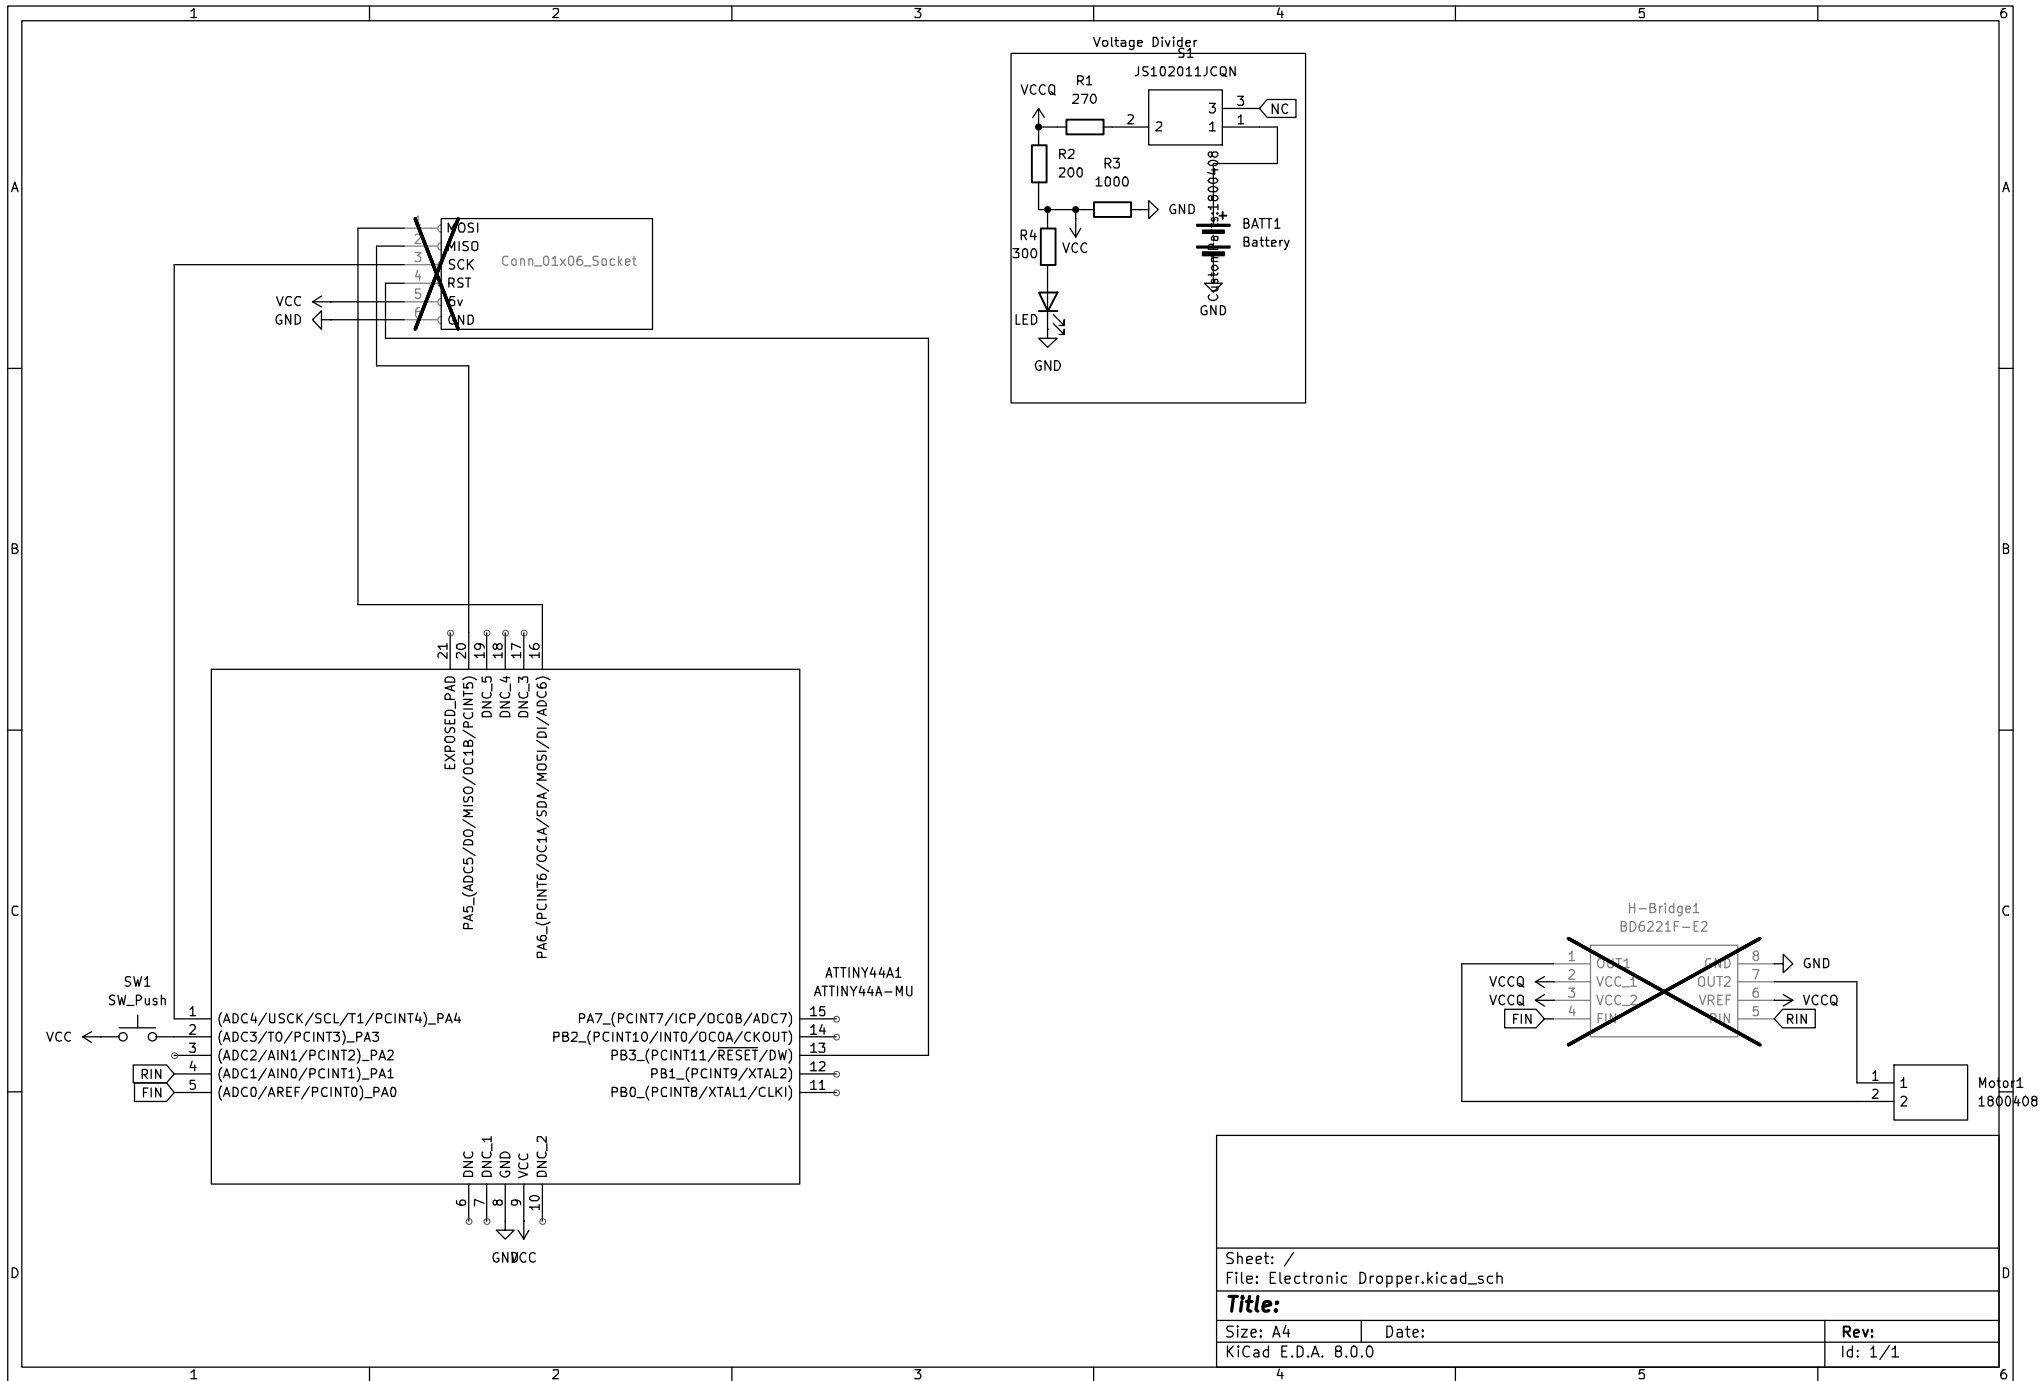 1 2 3 4 5 6
A
B
C
D
A
B
C
D
1 2 3 4 5 6
Voltage Divider
S1
JS102011JCQN
VCCQ
R1
270
2
2
3
1
3
1
NC
R2
200
R3
1000
GND
R4
300
VCC
LED
GND
Custom Parts:1800408
+
BATT1
Battery
GND
1
2
3
4
5
6
MOSI
MISO
SCK
RST
5v
GND
Conn_01x06_Socket
VCC
GND
21
20
19
18
17
16
EXPOSED_PAD
PA5_(ADC5/DO/MISO/OC1B/PCINT5)
DNC_5
DNC_4
DNC_3
PA6_(PCINT6/OC1A/SDA/MOSI/DI/ADC6)
SW1
SW_Push
VCC
RIN
FIN
1
2
3
4
5
(ADC4/USCK/SCL/T1/PCINT4)_PA4
(ADC3/T0/PCINT3)_PA3
(ADC2/AIN1/PCINT2)_PA2
(ADC1/AIN0/PCINT1)_PA1
(ADC0/AREF/PCINT0)_PA0
ATTINY44A1
ATTINY44A-MU
PA7_(PCINT7/ICP/OC0B/ADC7)
PB2_(PCINT10/INT0/OC0A/CKOUT)
PB3_(PCINT11/RESET/DW)
PB1_(PCINT9/XTAL2)
PB0_(PCINT8/XTAL1/CLKI)
15
14
13
12
11
DNC
DNC_1
GND
VCC
DNC_2
6
7
8
9
10
GND
VCC
H-Bridge1
BD6221F-E2
1
2
3
4
OUT1
VCC_1
VCC_2
FIN
GND
OUT2
VREF
RIN
8
7
6
5
VCCQ
VCCQ
FIN
GND
VCCQ
RIN
1
2
1
2
Motor1
1800408
Sheet: /
File: Electronic Dropper.kicad_sch
Title:
Size: A4 Date: Rev:
KiCad E.D.A. 8.0.0 Id: 1/1